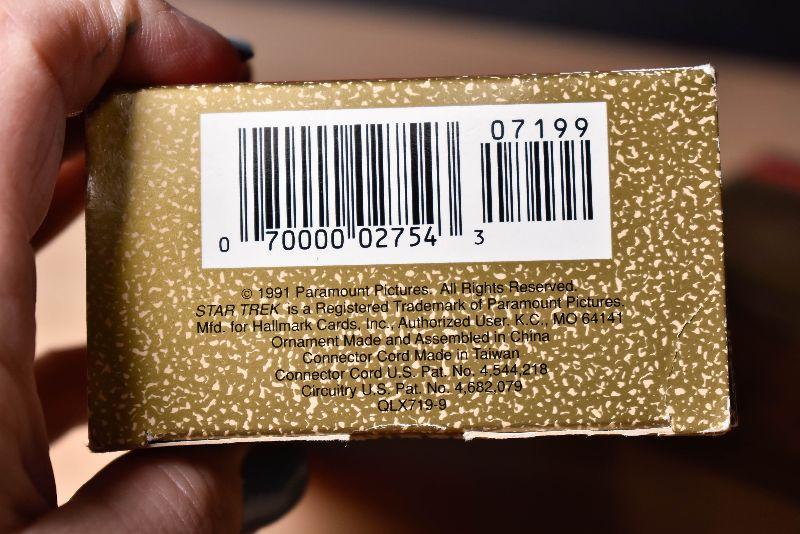 07199
0 70000 02754 3
© 1991 Paramount Pictures. All Rights Reserved.
STAR TREK is a Registered Trademark of Paramount Pictures.
Mfd. for Hallmark Cards, Inc., Authorized User. K.C., MO 64141
Ornament Made and Assembled in China
Connector Cord Made in Taiwan
Connector Cord U.S. Pat. No. 4,544,218
Circuitry U.S. Pat. No. 4,682,079
QLX719-9